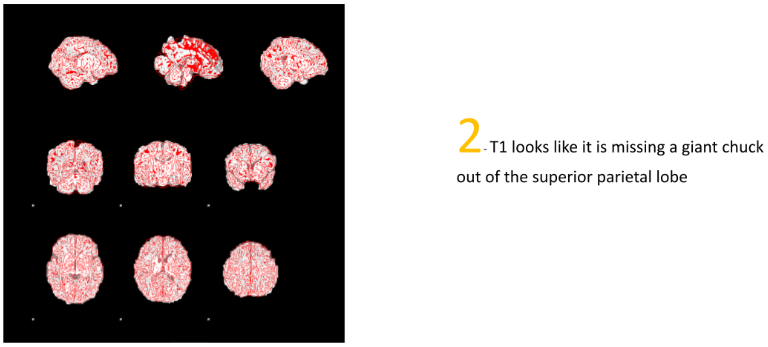 2- T1 looks like it is missing a giant chuck
out of the superior parietal lobe